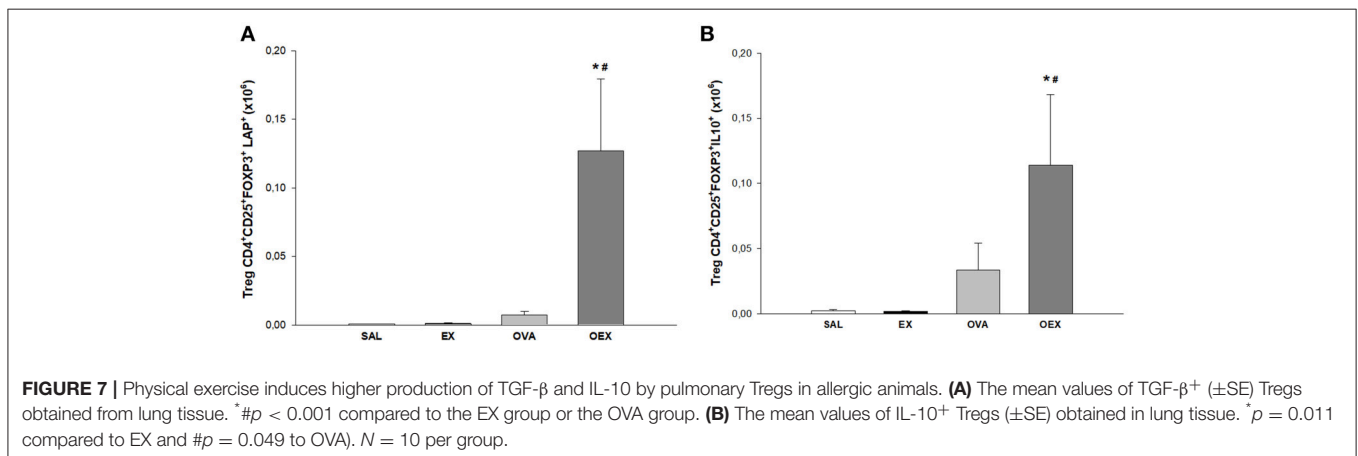 A
Treg CD4⁺CD25⁺FOXP3⁺ LAP⁺ (x10⁶)
0,20
0,15
0,10
0,05
0,00
*#
SAL EX OVA OEX
B
Treg CD4⁺CD25⁺FOXP3⁺IL10⁺ (x10⁶)
0,20
0,15
0,10
0,05
0,00
*#
SAL EX OVA OEX
FIGURE 7 | Physical exercise induces higher production of TGF-β and IL-10 by pulmonary Tregs in allergic animals. (A) The mean values of TGF-β⁺ (±SE) Tregs
obtained from lung tissue. *#p < 0.001 compared to the EX group or the OVA group. (B) The mean values of IL-10⁺ Tregs (±SE) obtained in lung tissue. *p = 0.011
compared to EX and #p = 0.049 to OVA). N = 10 per group.